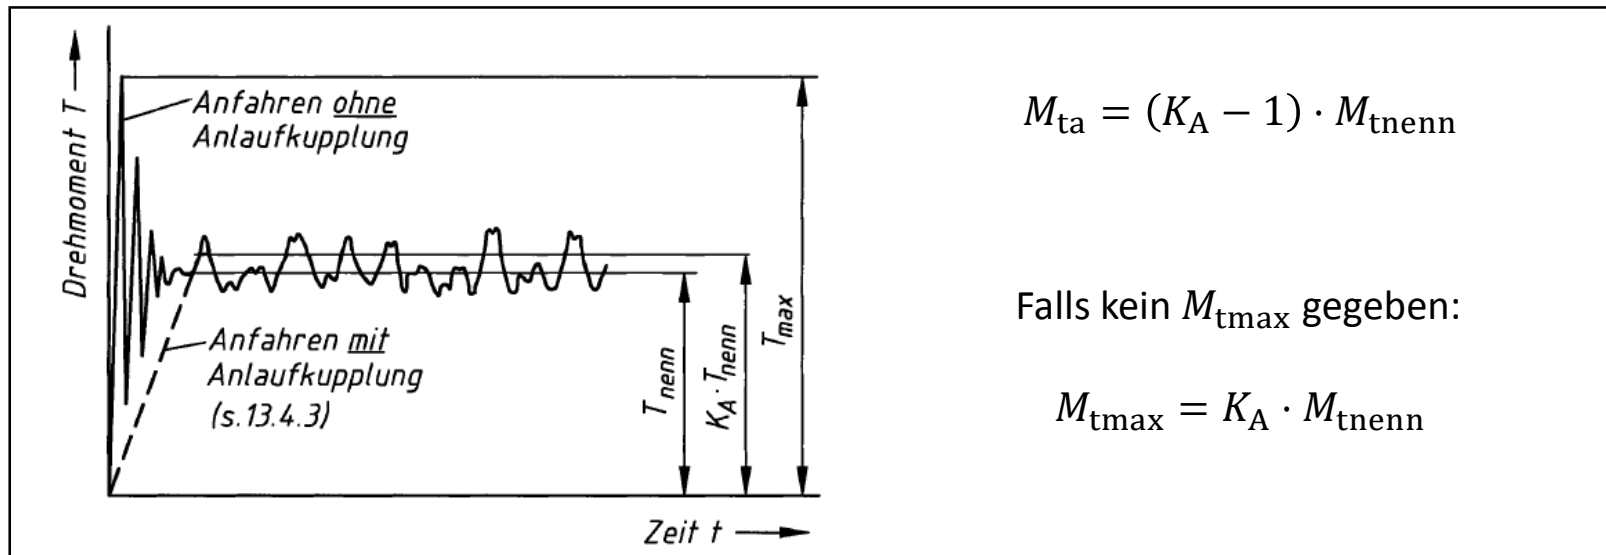 Drehmoment T
Anfahren ohne
Anlaufkupplung
Anfahren mit
Anlaufkupplung
(s.13.4.3)
T_nenn
K_A · T_nenn
T_max
Zeit t
M_ta = (K_A − 1) · M_tnenn
Falls kein M_tmax gegeben:
M_tmax = K_A · M_tnenn